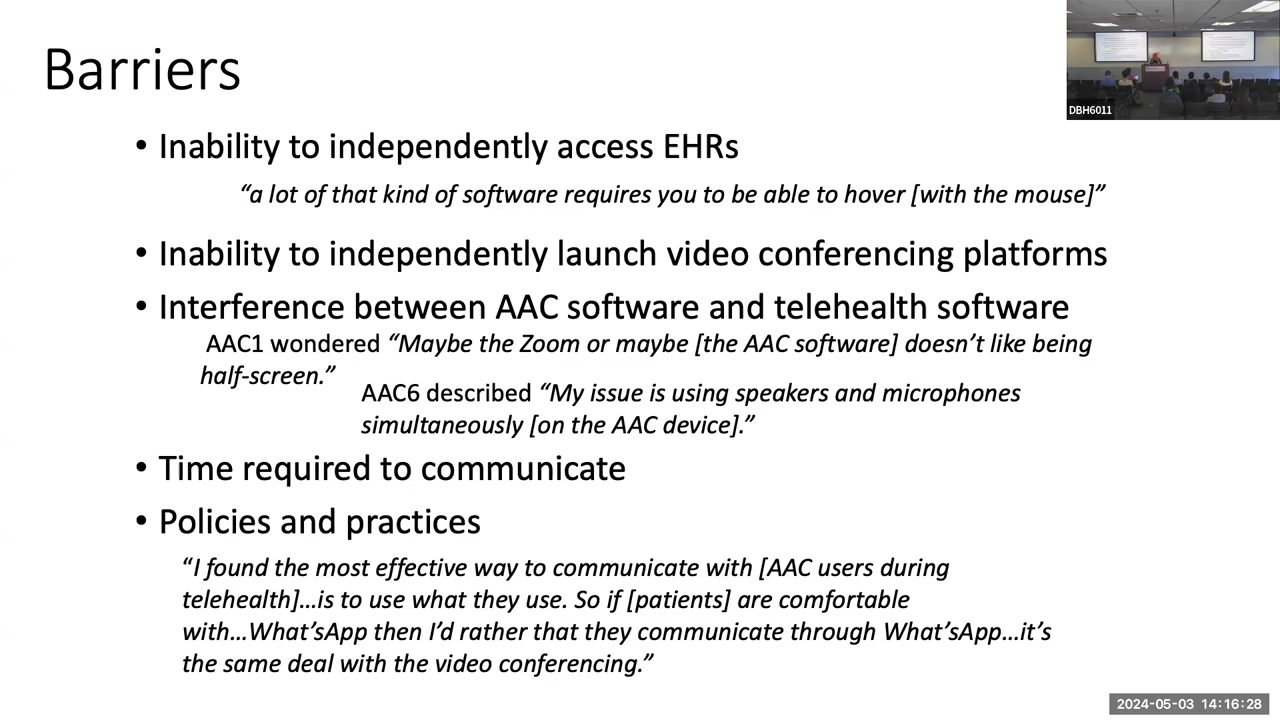 Barriers
DBH6011
• Inability to independently access EHRs
“a lot of that kind of software requires you to be able to hover [with the mouse]”
• Inability to independently launch video conferencing platforms
• Interference between AAC software and telehealth software
AAC1 wondered “Maybe the Zoom or maybe [the AAC software] doesn’t like being
half-screen.”
AAC6 described “My issue is using speakers and microphones
simultaneously [on the AAC device].”
• Time required to communicate
• Policies and practices
“I found the most effective way to communicate with [AAC users during
telehealth]…is to use what they use. So if [patients] are comfortable
with…What’sApp then I’d rather that they communicate through What’sApp…it’s
the same deal with the video conferencing.”
2024-05-03 14:16:28